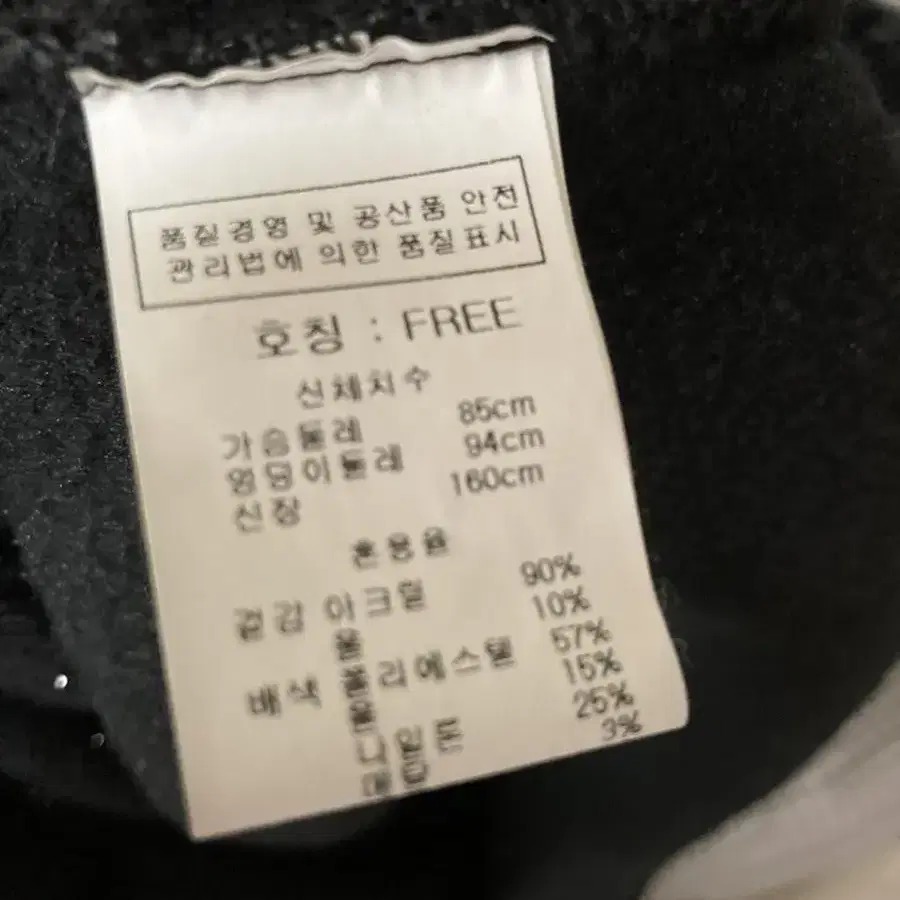 품질경영 및 공산품 안전
관리법에 의한 품질표시
호칭 : FREE
신체치수
가슴둘레 85cm
엉덩이둘레 94cm
신장 160cm
혼용율
겉감 아크릴 90%
울 10%
배색 폴리에스텔 57%
울 15%
나일론 25%
3%